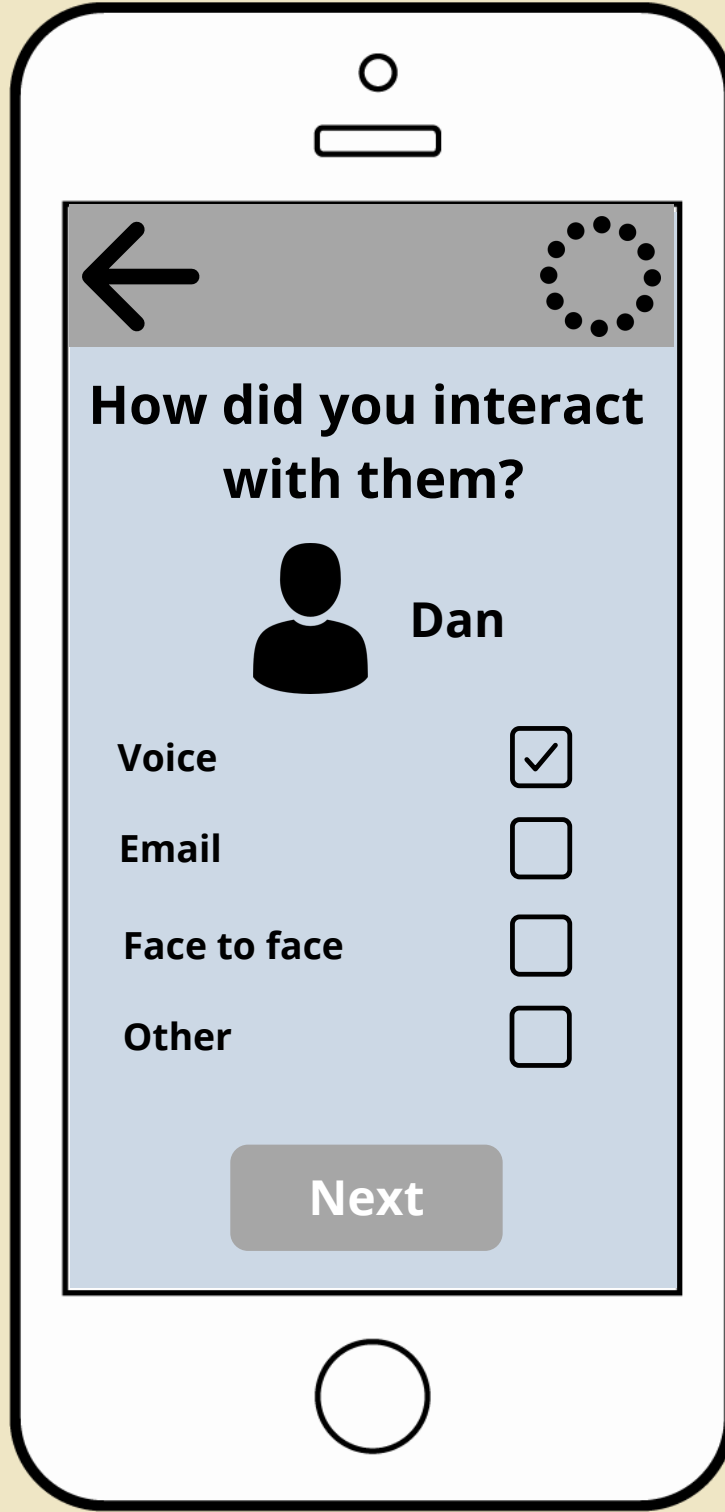 How did you interact
with them?
Dan
Voice
Email
Face to face
Other
Next